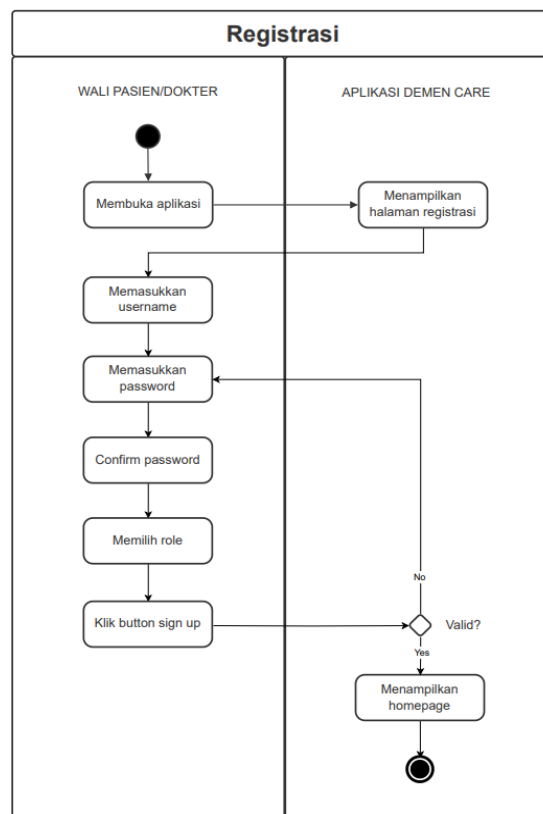 Registrasi
WALI PASIEN/DOKTER
APLIKASI DEMEN CARE
Membuka aplikasi
Menampilkan
halaman registrasi
Memasukkan
username
Memasukkan
password
Confirm password
Memilih role
No
Klik button sign up
Valid?
Yes
Menampilkan
homepage